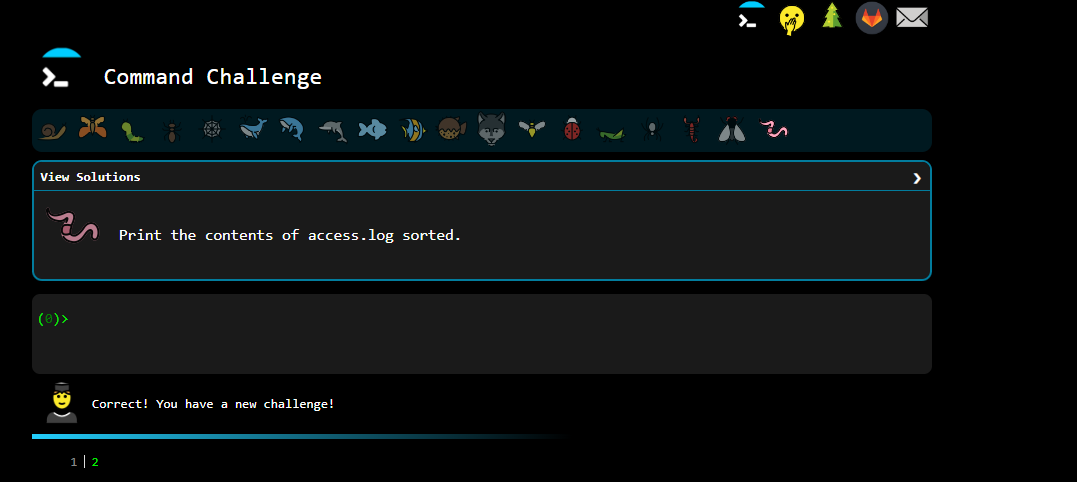 Command Challenge
View Solutions
Print the contents of access.log sorted.
(0)>
Correct! You have a new challenge!
1 | 2